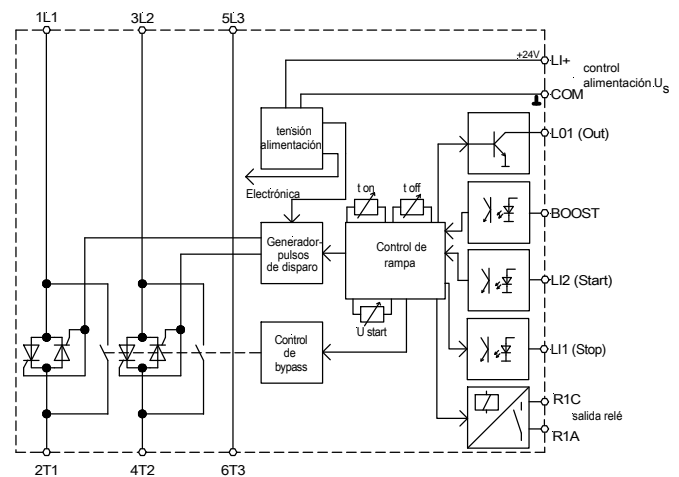 1L1
3L2
5L3
+24V
LI+
control
alimentación.Us
COM
tensión
alimentación
L01 (Out)
Electrónica
t on
t off
BOOST
Generador-
pulsos
de disparo
Control de
rampa
LI2 (Start)
U start
Control
de
bypass
LI1 (Stop)
R1C
salida relé
R1A
2T1
4T2
6T3